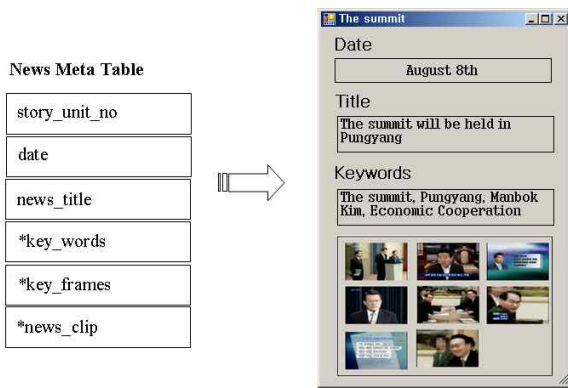 News Meta Table
story_unit_no
date
news_title
*key_words
*key_frames
*news_clip
The summit
Date
August 8th
Title
The summit will be held in
Pungyang
Keywords
The summit, Pungyang, Manbok
Kim, Economic Cooperation